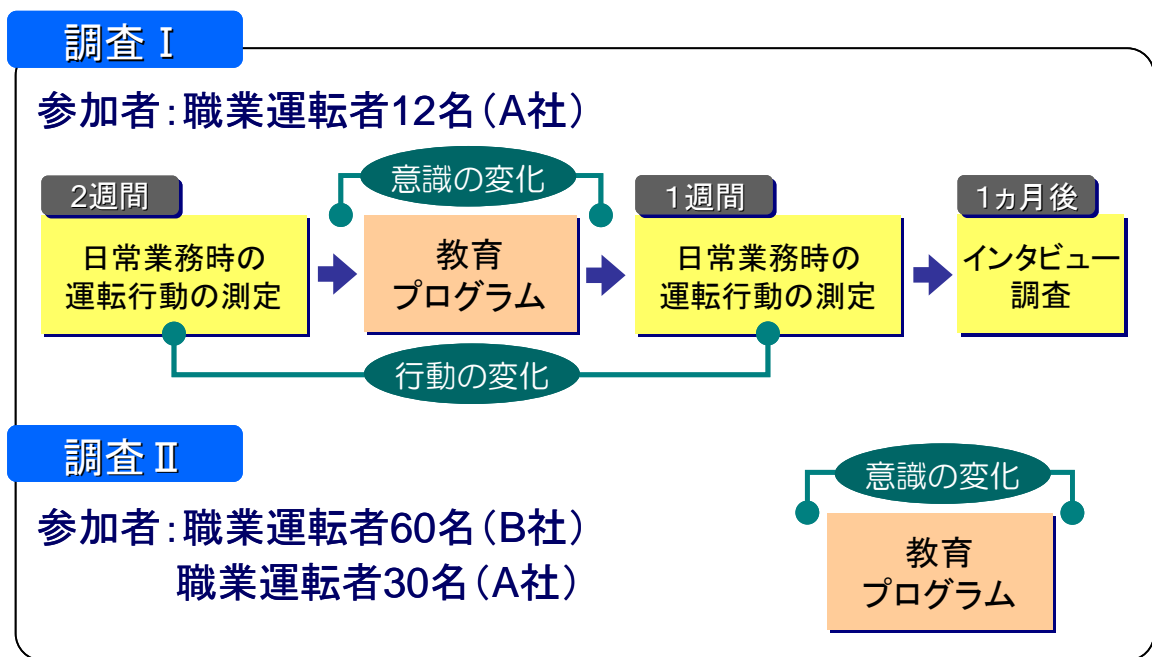 調査Ⅰ
参加者:職業運転者12名(A社)
意識の変化
2週間
日常業務時の
運転行動の測定
教育
プログラム
1週間
日常業務時の
運転行動の測定
1ヵ月後
インタビュー
調査
行動の変化
調査Ⅱ
参加者:職業運転者60名(B社)
職業運転者30名(A社)
意識の変化
教育
プログラム